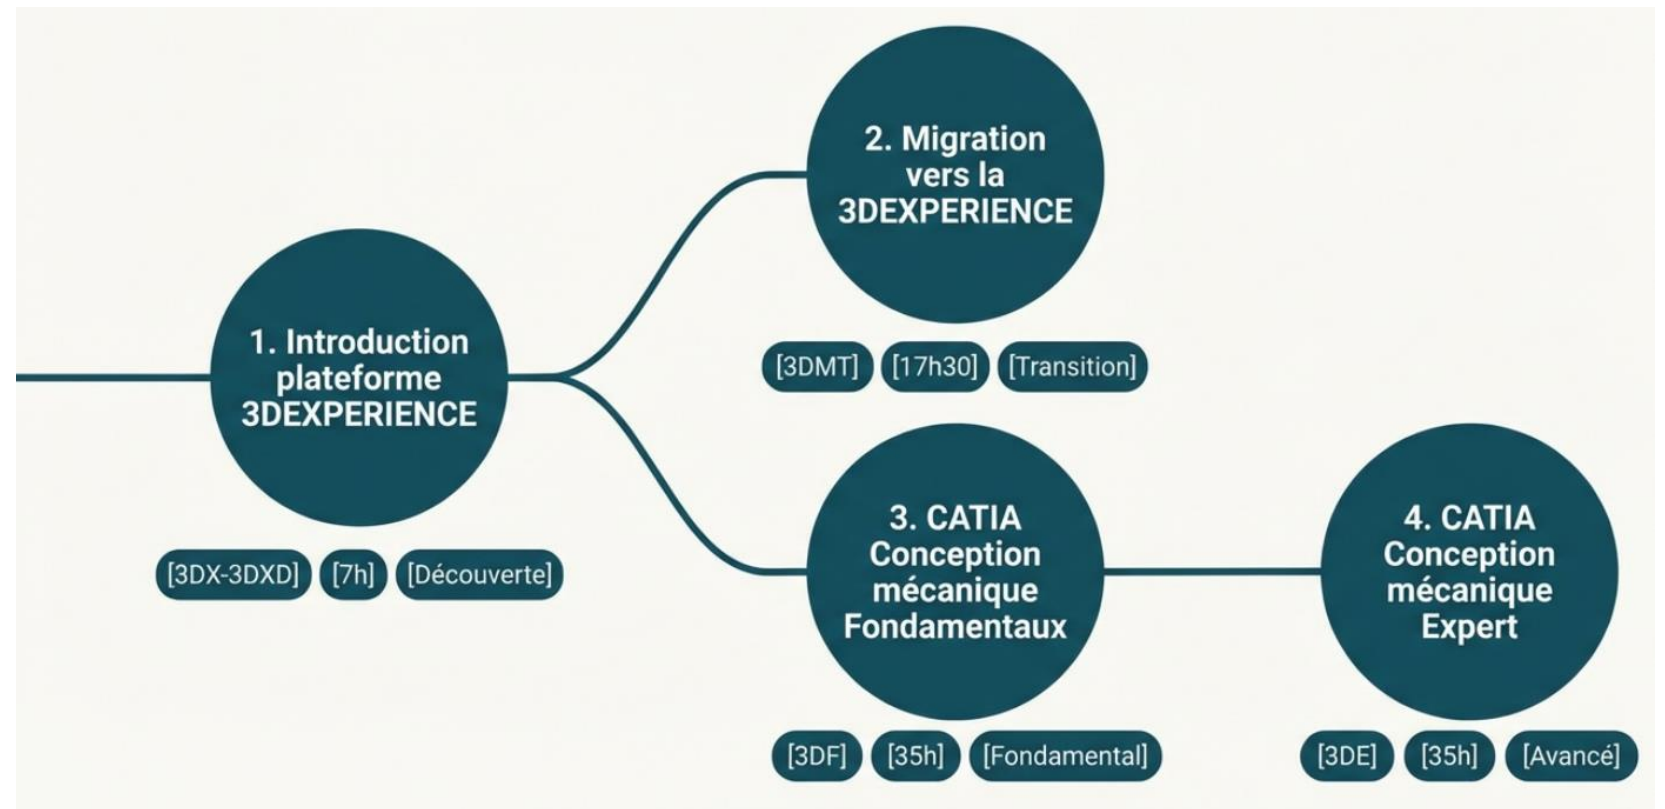 1. Introduction
plateforme
3DEXPERIENCE
[3DX-3DXD] [7h] [Découverte]
2. Migration
vers la
3DEXPERIENCE
[3DMT] [17h30] [Transition]
3. CATIA
Conception
mécanique
Fondamentaux
[3DF] [35h] [Fondamental]
4. CATIA
Conception
mécanique
Expert
[3DE] [35h] [Avancé]